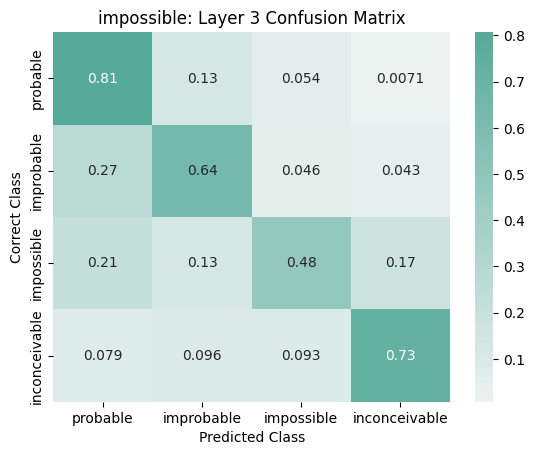 impossible: Layer 3 Confusion Matrix
Correct Class
probable
0.81 0.13 0.054 0.0071
improbable
0.27 0.64 0.046 0.043
impossible
0.21 0.13 0.48 0.17
inconceivable
0.079 0.096 0.093 0.73
probable improbable impossible inconceivable
Predicted Class
0.8
0.7
0.6
0.5
0.4
0.3
0.2
0.1